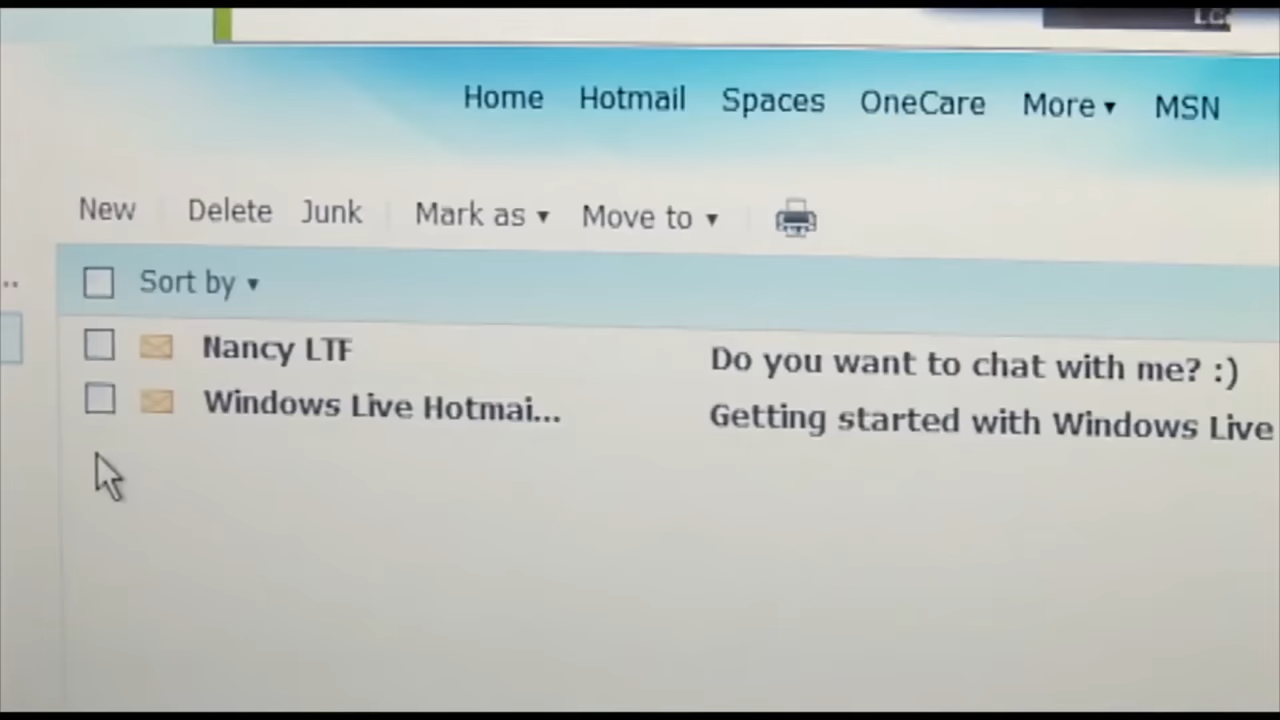 Home Hotmail Spaces OneCare More ▾ MSN
New Delete Junk Mark as ▾ Move to ▾
Sort by ▾
Nancy LTF Do you want to chat with me? :)
Windows Live Hotmai... Getting started with Windows Live